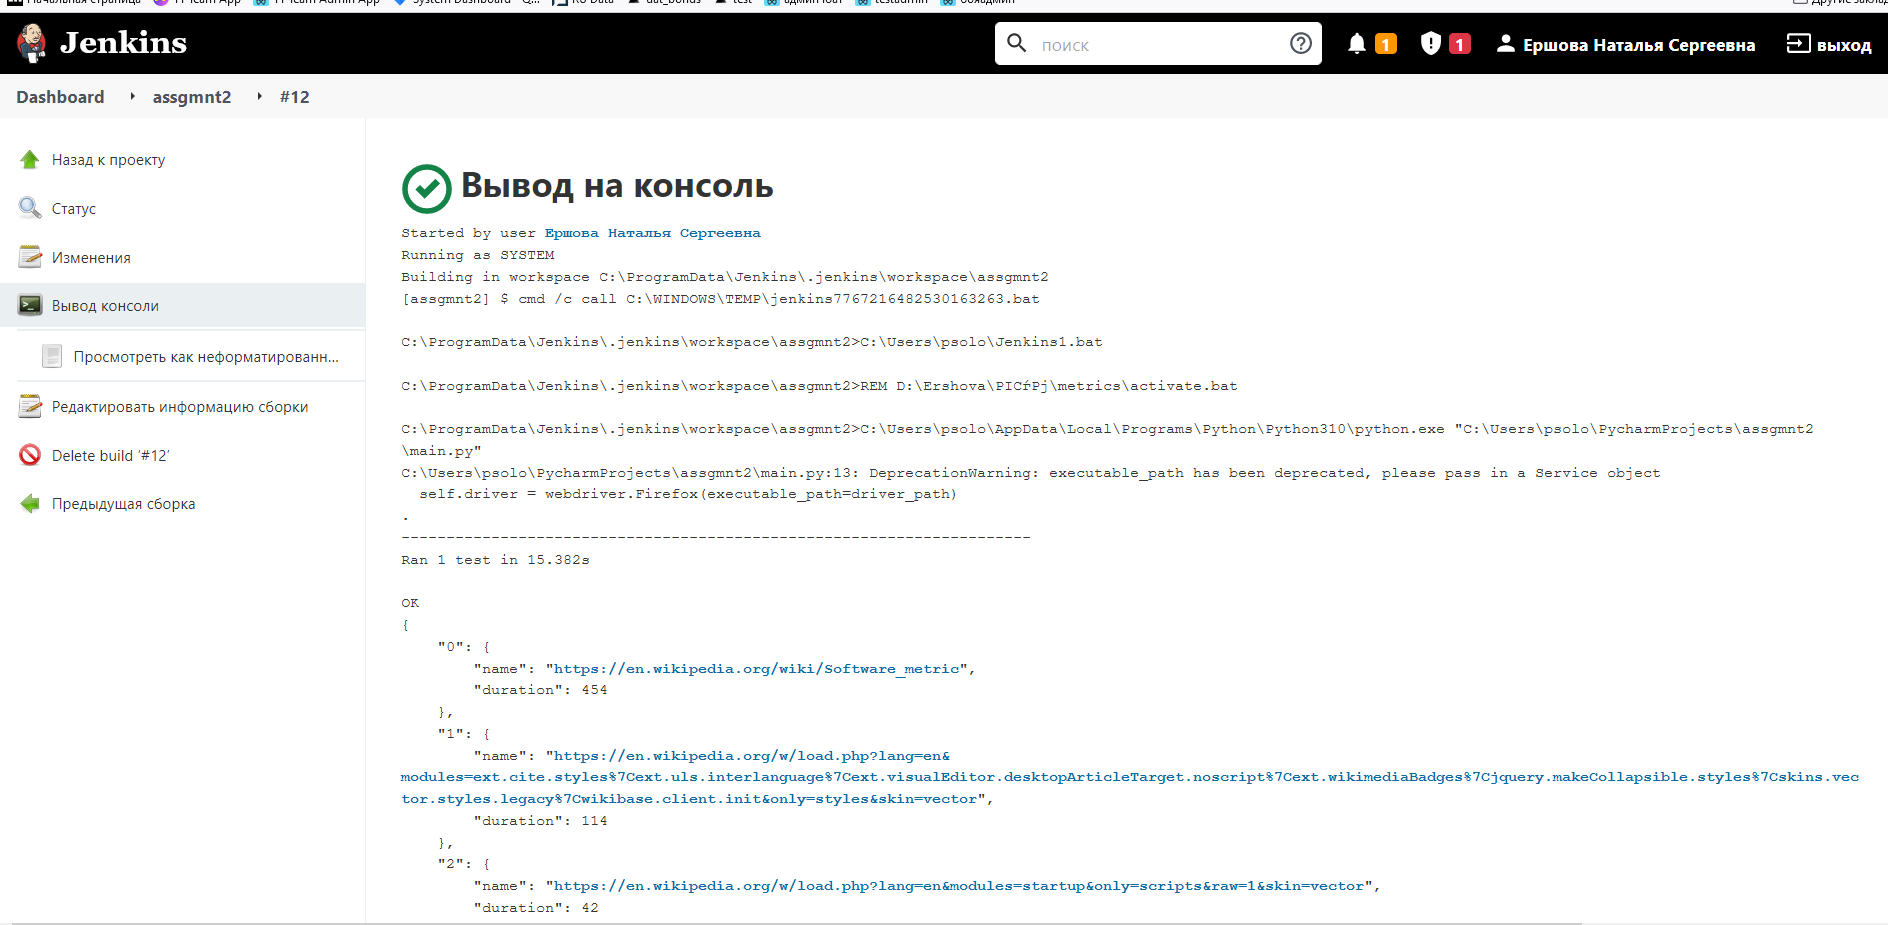 Jenkins
поиск
1
1
Ершова Наталья Сергеевна
выход
Dashboard
assgmnt2
#12
Назад к проекту
Статус
Изменения
Вывод консоли
Просмотреть как неформатированн...
Редактировать информацию сборки
Delete build ‘#12’
Предыдущая сборка
Вывод на консоль
Started by user Ершова Наталья Сергеевна
Running as SYSTEM
Building in workspace C:\ProgramData\Jenkins\.jenkins\workspace\assgmnt2
[assgmnt2] $ cmd /c call C:\WINDOWS\TEMP\jenkins7767216482530163263.bat
C:\ProgramData\Jenkins\.jenkins\workspace\assgmnt2>C:\Users\psolo\Jenkins1.bat
C:\ProgramData\Jenkins\.jenkins\workspace\assgmnt2>REM D:\Ershova\PICѓPj\metrics\activate.bat
C:\ProgramData\Jenkins\.jenkins\workspace\assgmnt2>C:\Users\psolo\AppData\Local\Programs\Python\Python310\python.exe "C:\Users\psolo\PycharmProjects\assgmnt2
\main.py"
C:\Users\psolo\PycharmProjects\assgmnt2\main.py:13: DeprecationWarning: executable_path has been deprecated, please pass in a Service object
self.driver = webdriver.Firefox(executable_path=driver_path)
.
----------------------------------------------------------------------
Ran 1 test in 15.382s
OK
{
"0": {
"name": "https://en.wikipedia.org/wiki/Software_metric",
"duration": 454
},
"1": {
"name": "https://en.wikipedia.org/w/load.php?lang=en&
modules=ext.cite.styles%7Cext.uls.interlanguage%7Cext.visualEditor.desktopArticleTarget.noscript%7Cext.wikimediaBadges%7Cjquery.makeCollapsible.styles%7Cskins.vec
tor.styles.legacy%7Cwikibase.client.init&only=styles&skin=vector",
"duration": 114
},
"2": {
"name": "https://en.wikipedia.org/w/load.php?lang=en&modules=startup&only=scripts&raw=1&skin=vector",
"duration": 42